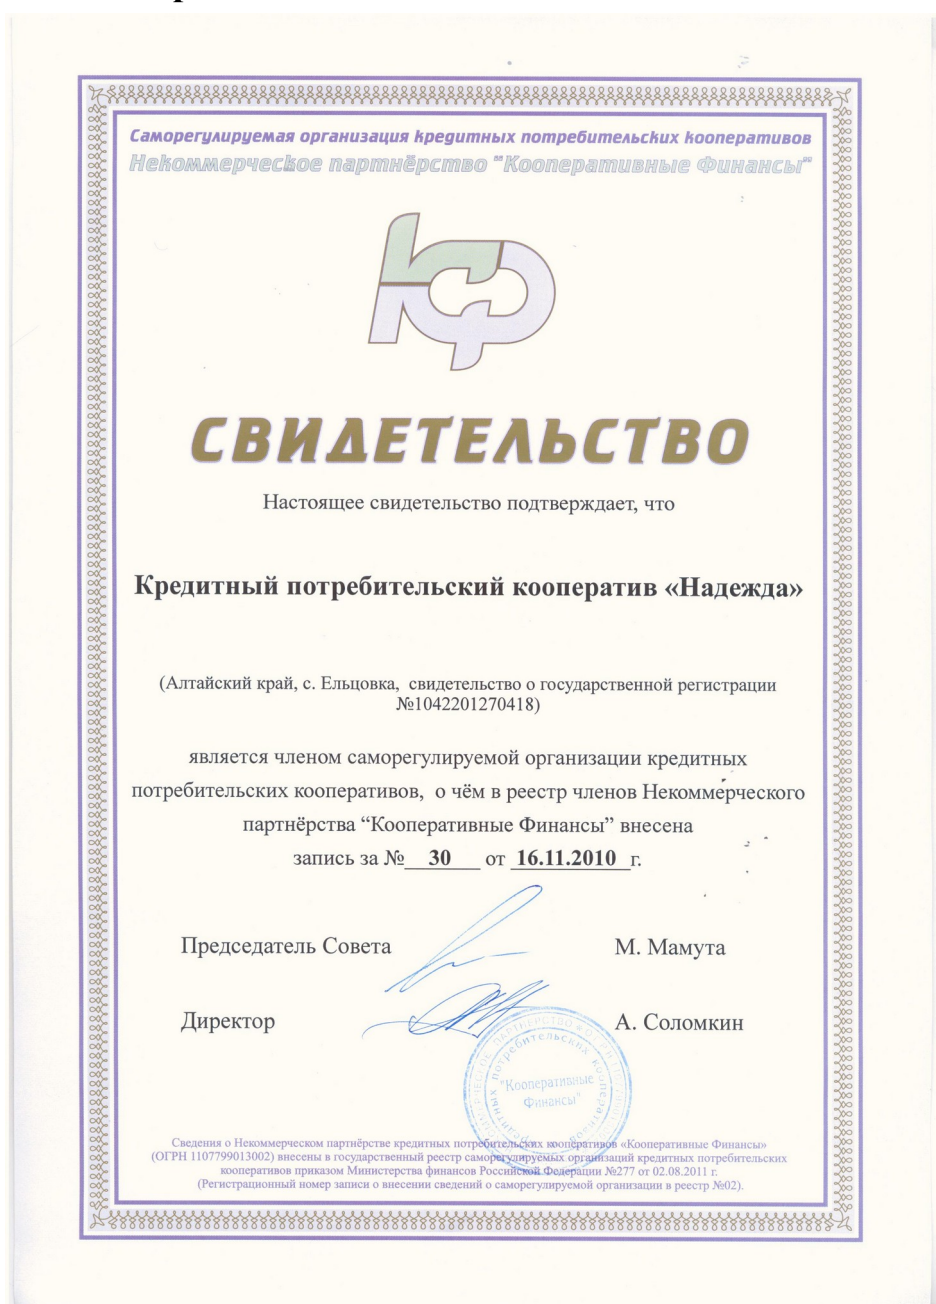 Саморегулируемая организация кредитных потребительских кооперативов
Некоммерческое партнёрство "Кооперативные Финансы"
КФ
СВИДЕТЕЛЬСТВО
Настоящее свидетельство подтверждает, что
Кредитный потребительский кооператив «Надежда»
(Алтайский край, с. Ельцовка, свидетельство о государственной регистрации
№1042201270418)
является членом саморегулируемой организации кредитных
потребительских кооперативов, о чём в реестр членов Некоммерческого
партнёрства “Кооперативные Финансы” внесена
запись за № 30 от 16.11.2010 г.
Председатель Совета М. Мамута
Директор А. Соломкин
"Кооперативные
Финансы"
Сведения о Некоммерческом партнёрстве кредитных потребительских кооперативов «Кооперативные Финансы»
(ОГРН 1107799013002) внесены в государственный реестр саморегулируемых организаций кредитных потребительских
кооперативов приказом Министерства финансов Российской Федерации №277 от 02.08.2011 г.
(Регистрационный номер записи о внесении сведений о саморегулируемой организации в реестр №02).